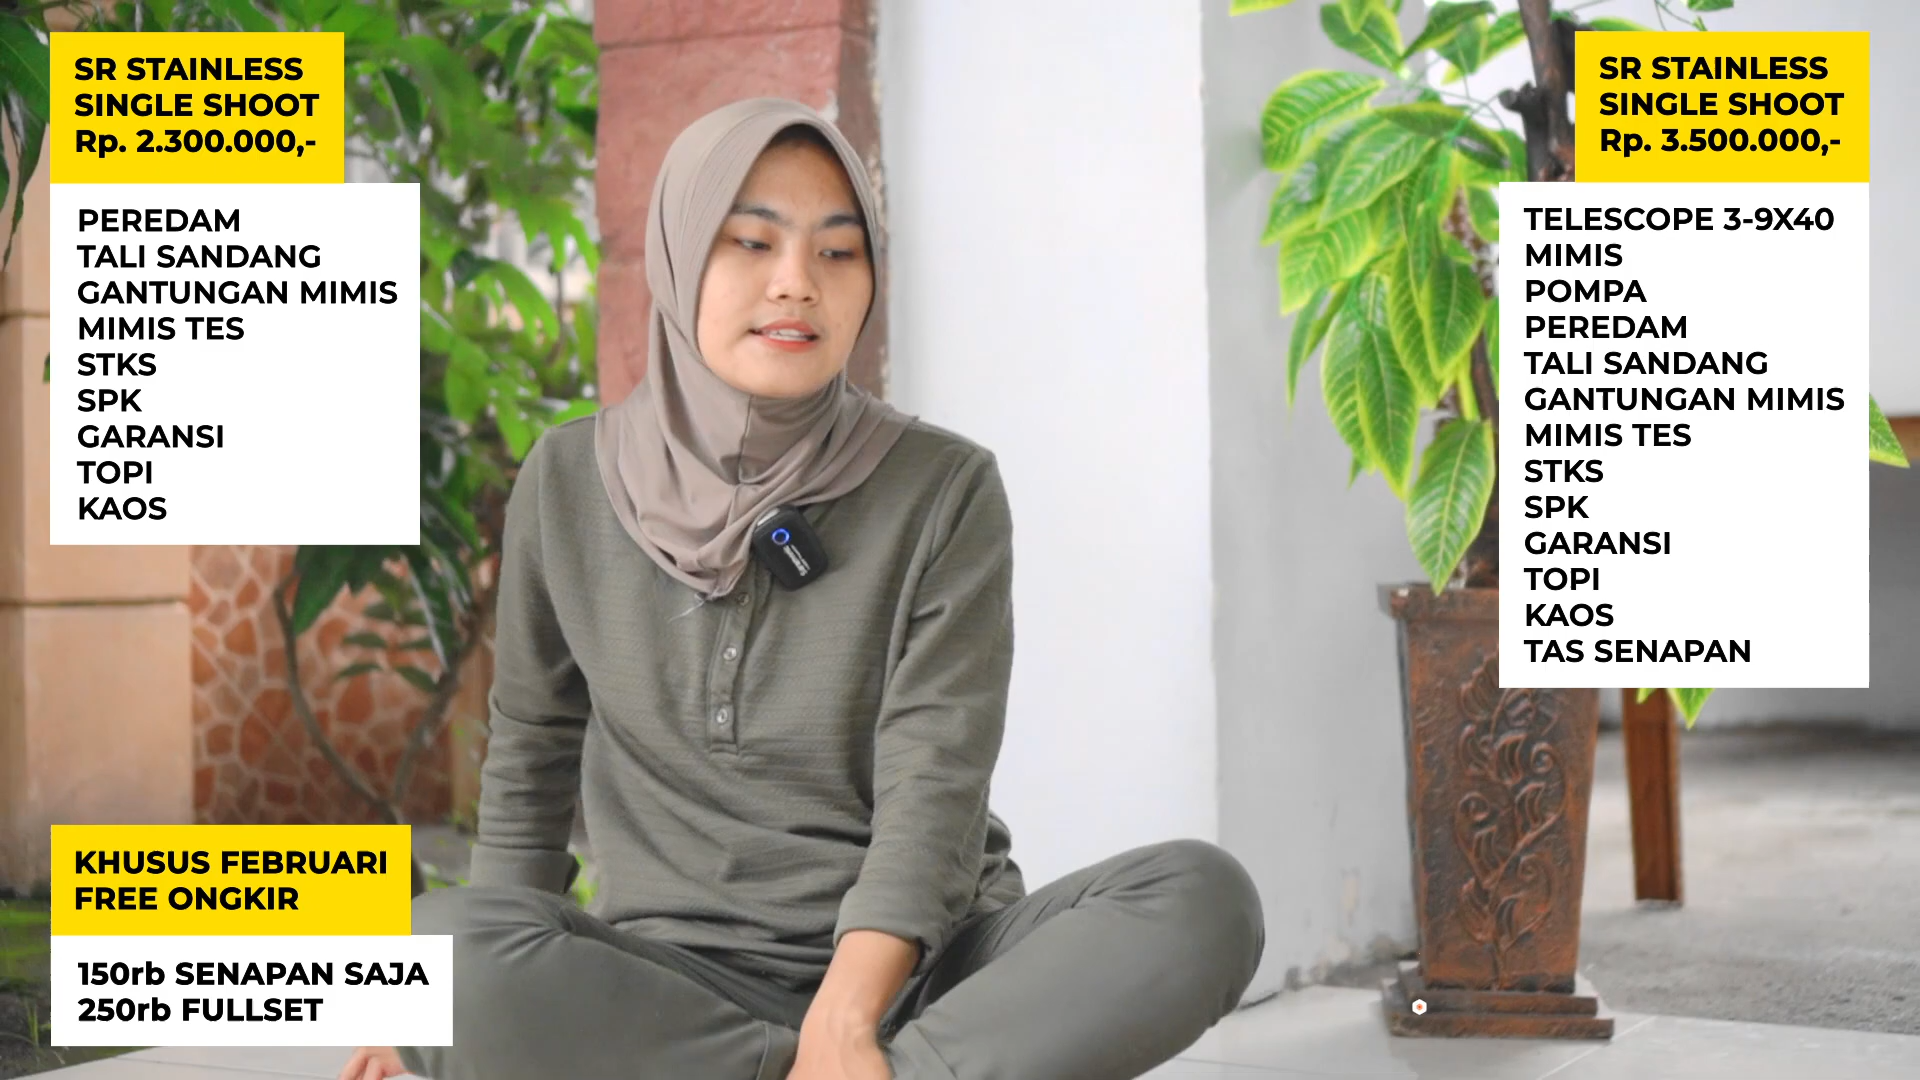 SR STAINLESS
SINGLE SHOOT
Rp. 2.300.000,-
PEREDAM
TALI SANDANG
GANTUNGAN MIMIS
MIMIS TES
STKS
SPK
GARANSI
TOPI
KAOS
KHUSUS FEBRUARI
FREE ONGKIR
150rb SENAPAN SAJA
250rb FULLSET
SR STAINLESS
SINGLE SHOOT
Rp. 3.500.000,-
TELESCOPE 3-9X40
MIMIS
POMPA
PEREDAM
TALI SANDANG
GANTUNGAN MIMIS
MIMIS TES
STKS
SPK
GARANSI
TOPI
KAOS
TAS SENAPAN